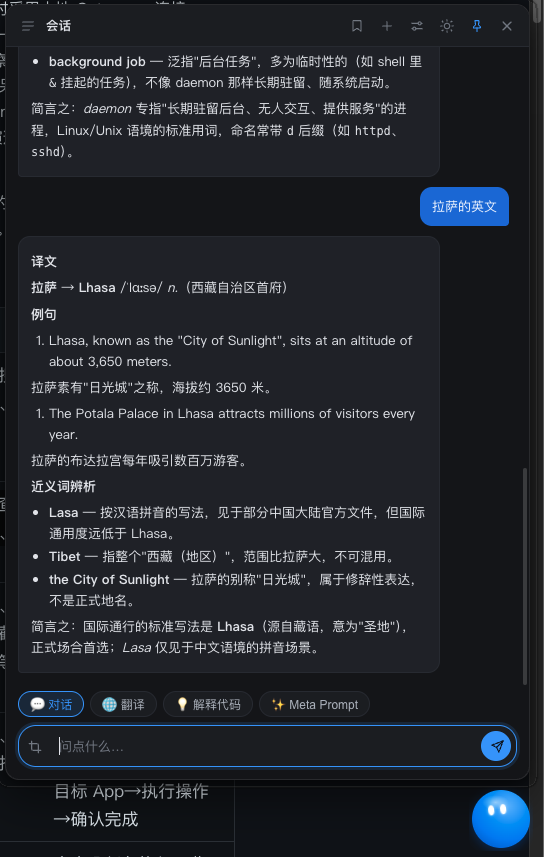 会话
• background job — 泛指"后台任务"，多为临时性的（如 shell 里
& 挂起的任务），不像 daemon 那样长期驻留、随系统启动。
简言之：daemon 专指"长期驻留后台、无人交互、提供服务"的进
程，Linux/Unix 语境的标准用词，命名常带 d 后缀（如 httpd、
sshd）。
拉萨的英文
译文
拉萨 → Lhasa /ˈlɑːsə/ n.（西藏自治区首府）
例句
1. Lhasa, known as the "City of Sunlight", sits at an altitude of
about 3,650 meters.
拉萨素有"日光城"之称，海拔约 3650 米。
1. The Potala Palace in Lhasa attracts millions of visitors every
year.
拉萨的布达拉宫每年吸引数百万游客。
近义词辨析
• Lasa — 按汉语拼音的写法，见于部分中国大陆官方文件，但国际
通用度远低于 Lhasa。
• Tibet — 指整个"西藏（地区）"，范围比拉萨大，不可混用。
• the City of Sunlight — 拉萨的别称"日光城"，属于修辞性表达，
不是正式地名。
简言之：国际通行的标准写法是 Lhasa（源自藏语，意为"圣地"），
正式场合首选；Lasa 仅见于中文语境的拼音场景。
💬 对话 🌐 翻译 💡 解释代码 ✨ Meta Prompt
问点什么…
目标 App→执行操作
→确认完成